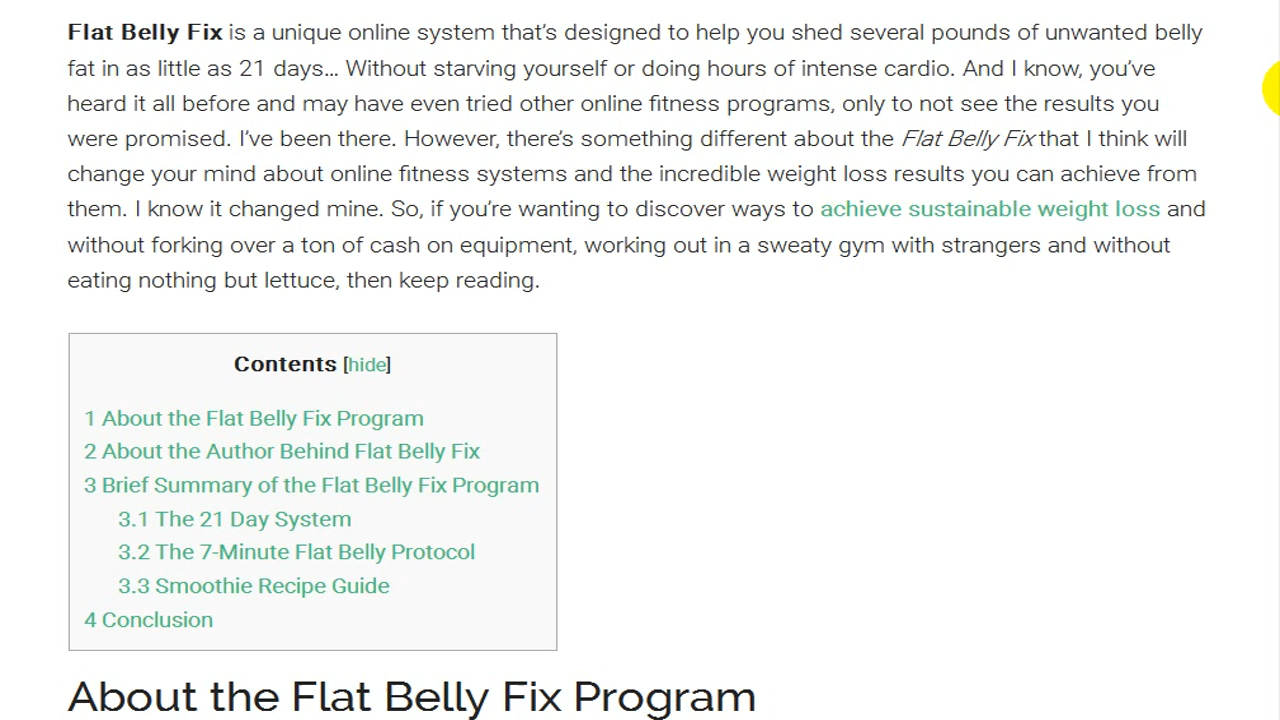 Flat Belly Fix is a unique online system that's designed to help you shed several pounds of unwanted belly
fat in as little as 21 days... Without starving yourself or doing hours of intense cardio. And I know, you've
heard it all before and may have even tried other online fitness programs, only to not see the results you
were promised. I've been there. However, there's something different about the Flat Belly Fix that I think will
change your mind about online fitness systems and the incredible weight loss results you can achieve from
them. I know it changed mine. So, if you're wanting to discover ways to achieve sustainable weight loss and
without forking over a ton of cash on equipment, working out in a sweaty gym with strangers and without
eating nothing but lettuce, then keep reading.
Contents [hide]
1 About the Flat Belly Fix Program
2 About the Author Behind Flat Belly Fix
3 Brief Summary of the Flat Belly Fix Program
3.1 The 21 Day System
3.2 The 7-Minute Flat Belly Protocol
3.3 Smoothie Recipe Guide
4 Conclusion
About the Flat Belly Fix Program